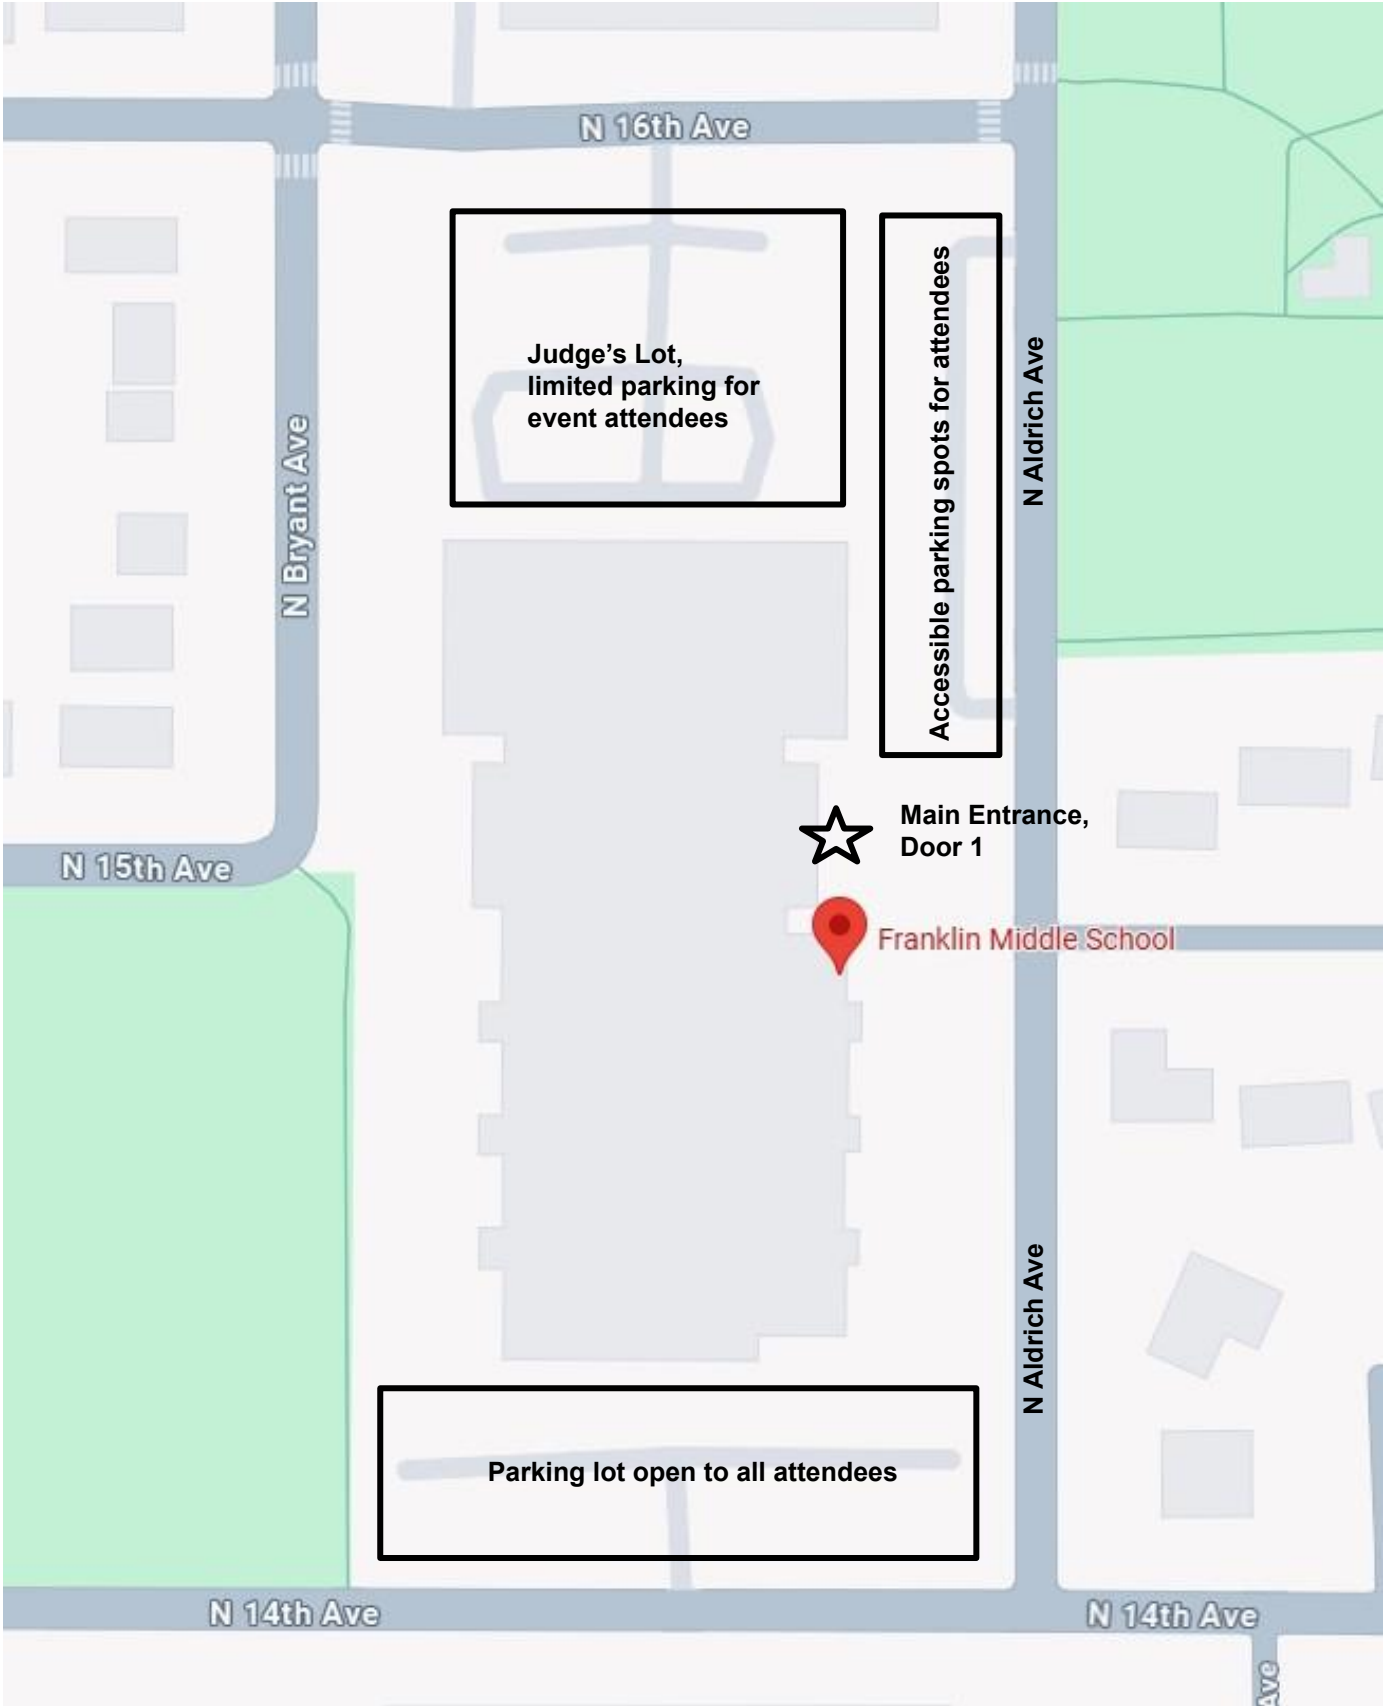 N 16th Ave
Judge’s Lot,
limited parking for
event attendees
Accessible parking spots for attendees
N Aldrich Ave
N Bryant Ave
Main Entrance,
Door 1
N 15th Ave
Franklin Middle School
N Aldrich Ave
Parking lot open to all attendees
N 14th Ave
N 14th Ave
Ave